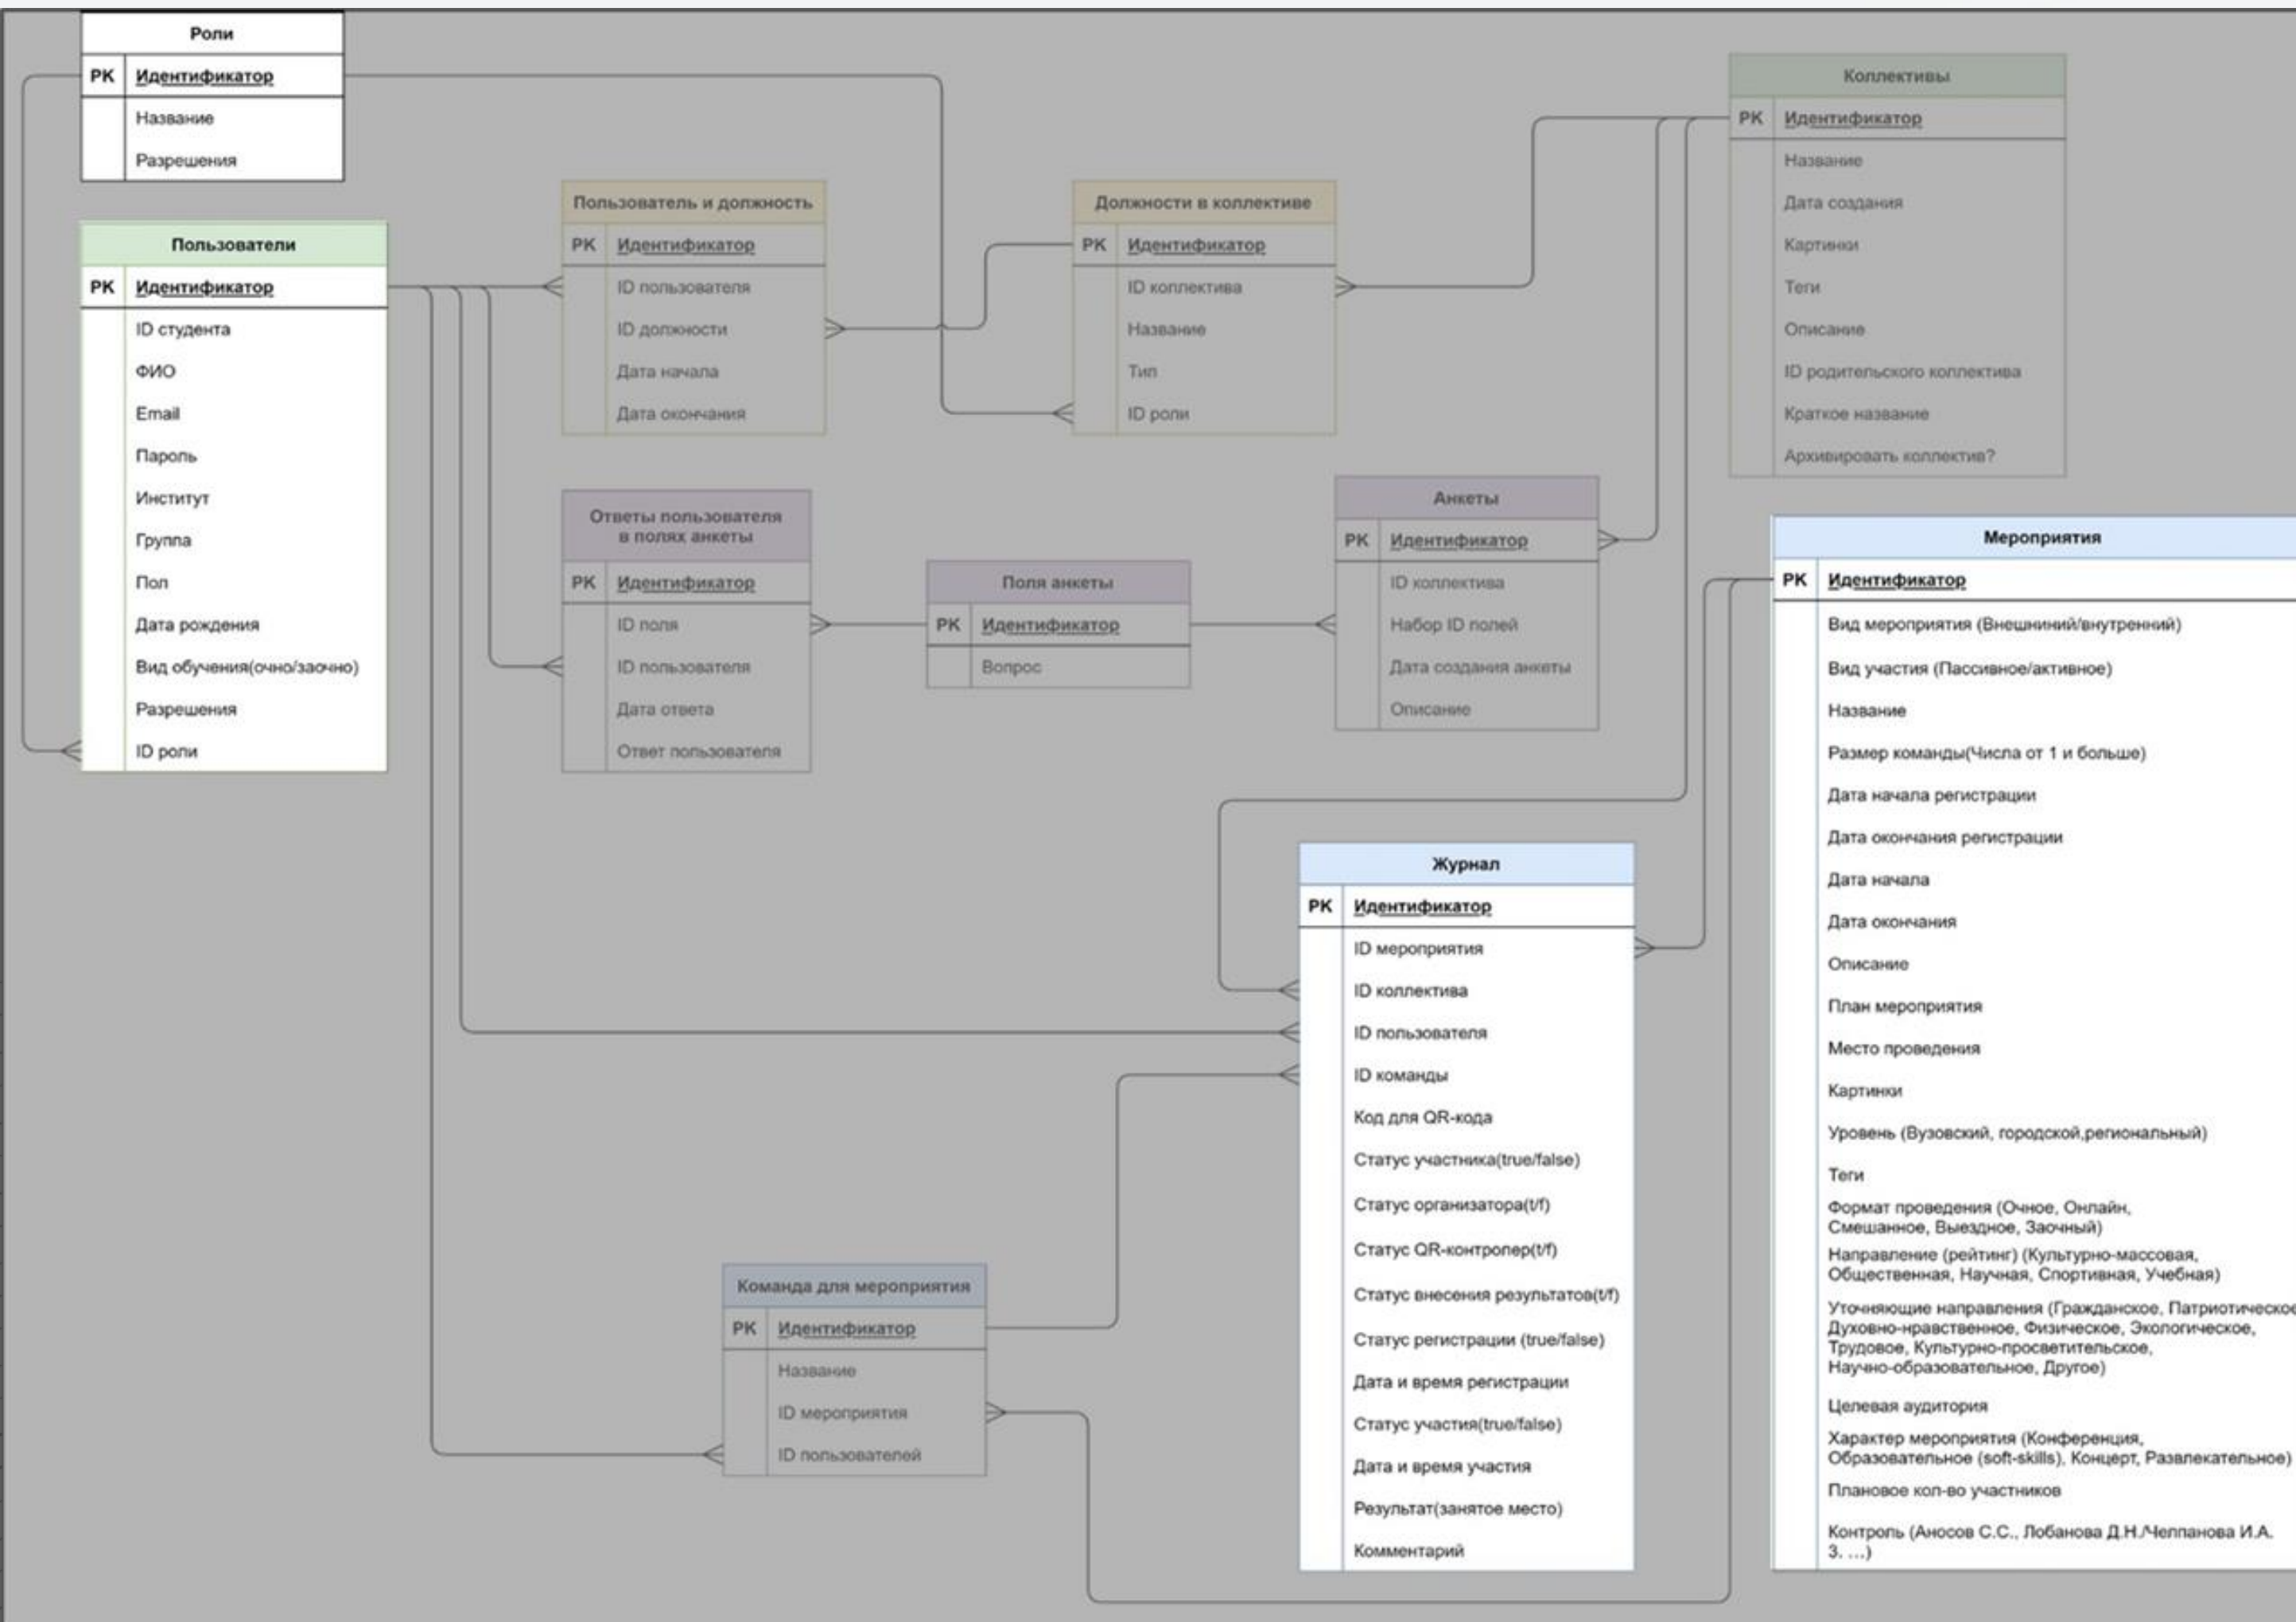 Роли
PK Идентификатор
Название
Разрешения
Пользователи
PK Идентификатор
ID студента
ФИО
Email
Пароль
Институт
Группа
Пол
Дата рождения
Вид обучения(очно/заочно)
Разрешения
ID роли
Пользователь и должность
PK Идентификатор
ID пользователя
ID должности
Дата начала
Дата окончания
Должности в коллективе
PK Идентификатор
ID коллектива
Название
Тип
ID роли
Коллективы
PK Идентификатор
Название
Дата создания
Картинки
Теги
Описание
ID родительского коллектива
Краткое название
Архивировать коллектив?
Ответы пользователя
в полях анкеты
PK Идентификатор
ID поля
ID пользователя
Дата ответа
Ответ пользователя
Поля анкеты
PK Идентификатор
Вопрос
Анкеты
PK Идентификатор
ID коллектива
Набор ID полей
Дата создания анкеты
Описание
Мероприятия
PK Идентификатор
Вид мероприятия (Внешниний/внутренний)
Вид участия (Пассивное/активное)
Название
Размер команды(Числа от 1 и больше)
Дата начала регистрации
Дата окончания регистрации
Дата начала
Дата окончания
Описание
План мероприятия
Место проведения
Картинки
Уровень (Вузовский, городской,региональный)
Теги
Формат проведения (Очное, Онлайн,
Смешанное, Выездное, Заочный)
Направление (рейтинг) (Культурно-массовая,
Общественная, Научная, Спортивная, Учебная)
Уточняющие направления (Гражданское, Патриотическое
Духовно-нравственное, Физическое, Экологическое,
Трудовое, Культурно-просветительское,
Научно-образовательное, Другое)
Целевая аудитория
Характер мероприятия (Конференция,
Образовательное (soft-skills), Концерт, Развлекательное)
Плановое кол-во участников
Контроль (Аносов С.С., Лобанова Д.Н./Челпанова И.А.
3. ...)
Журнал
PK Идентификатор
ID мероприятия
ID коллектива
ID пользователя
ID команды
Код для QR-кода
Статус участника(true/false)
Статус организатора(t/f)
Статус QR-контролер(t/f)
Статус внесения результатов(t/f)
Статус регистрации (true/false)
Дата и время регистрации
Статус участия(true/false)
Дата и время участия
Результат(занятое место)
Комментарий
Команда для мероприятия
PK Идентификатор
Название
ID мероприятия
ID пользователей